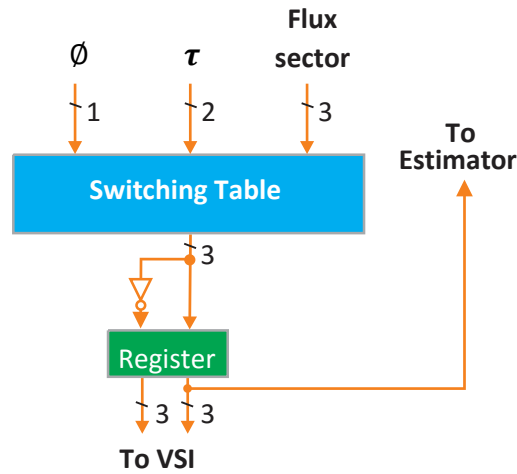 Flux
sector
∅
τ
1
2
3
To
Estimator
Switching Table
3
Register
3
3
To VSI